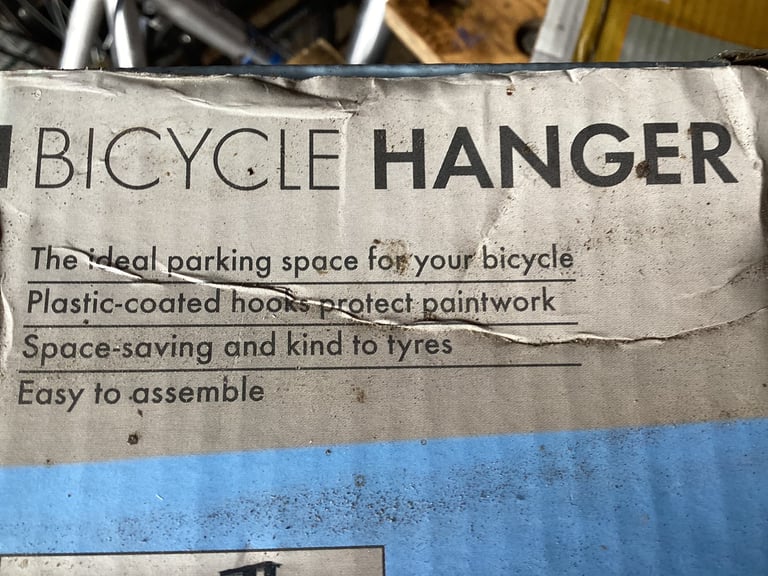 BICYCLE HANGER
The ideal parking space for your bicycle
Plastic-coated hooks protect paintwork
Space-saving and kind to tyres
Easy to assemble